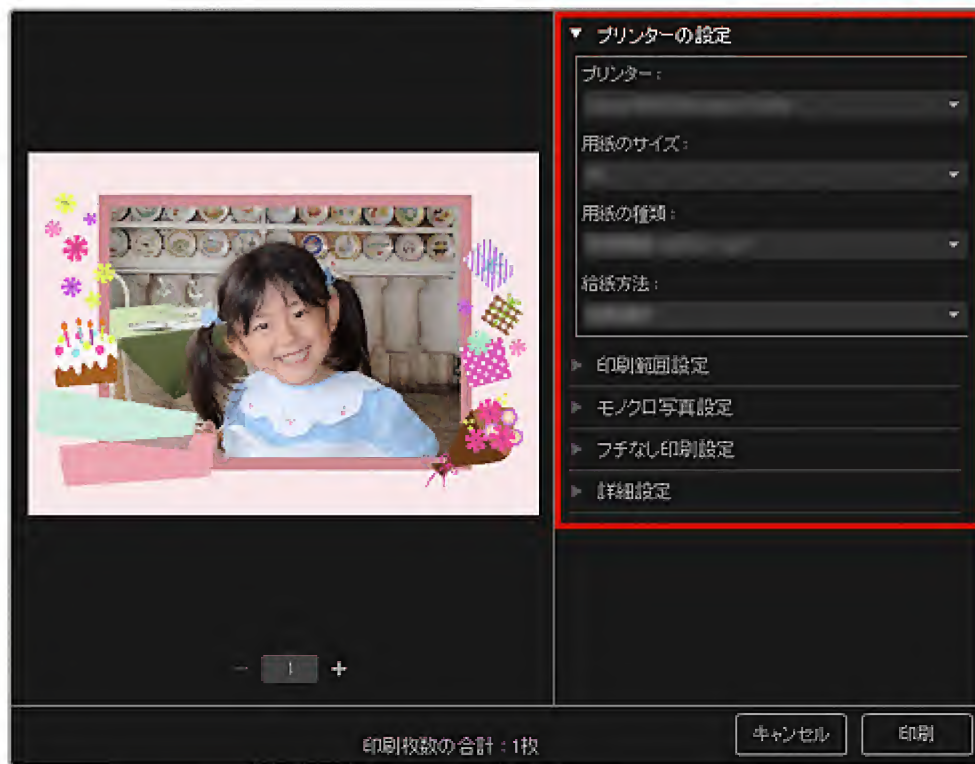 プリンターの設定
プリンター：
用紙のサイズ：
用紙の種類：
給紙方法：
印刷範囲設定
モノクロ写真設定
フチなし印刷設定
詳細設定
1
印刷枚数の合計：1枚
キャンセル
印刷